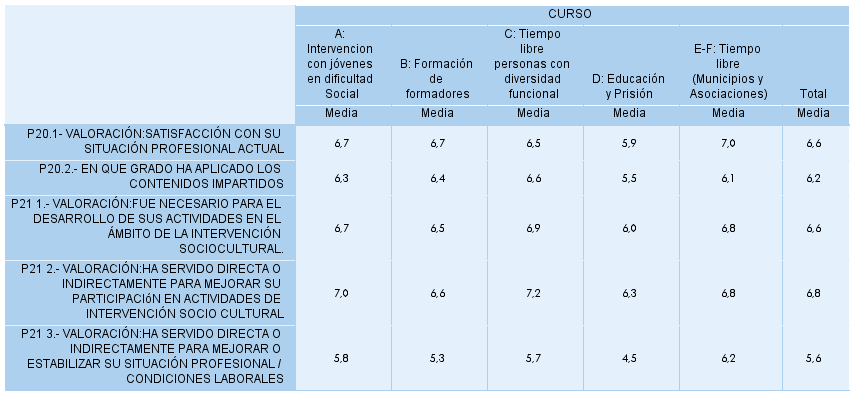 CURSO
A:
Intervencion
con jóvenes
en dificultad
Social
B: Formación
de
formadores
C: Tiempo
libre
personas con
diversidad
funcional
D: Educación
y Prisión
E-F: Tiempo
libre
(Municipios y
Asociaciones)
Total
Media Media Media Media Media Media
P20.1- VALORACIÓN:SATISFACCIÓN CON SU
SITUACIÓN PROFESIONAL ACTUAL
6,7 6,7 6,5 5,9 7,0 6,6
P20.2.- EN QUE GRADO HA APLICADO LOS
CONTENIDOS IMPARTIDOS
6,3 6,4 6,6 5,5 6,1 6,2
P21 1.- VALORACIÓN:FUE NECESARIO PARA EL
DESARROLLO DE SUS ACTIVIDADES EN EL
ÁMBITO DE LA INTERVENCIÓN
SOCIOCULTURAL.
6,7 6,5 6,9 6,0 6,8 6,6
P21 2.- VALORACIÓN:HA SERVIDO DIRECTA O
INDIRECTAMENTE PARA MEJORAR SU
PARTICIPACIóN EN ACTIVIDADES DE
INTERVENCIÓN SOCIO CULTURAL
7,0 6,6 7,2 6,3 6,8 6,8
P21 3.- VALORACIÓN:HA SERVIDO DIRECTA O
INDIRECTAMENTE PARA MEJORAR O
ESTABILIZAR SU SITUACIÓN PROFESIONAL /
CONDICIONES LABORALES
5,8 5,3 5,7 4,5 6,2 5,6